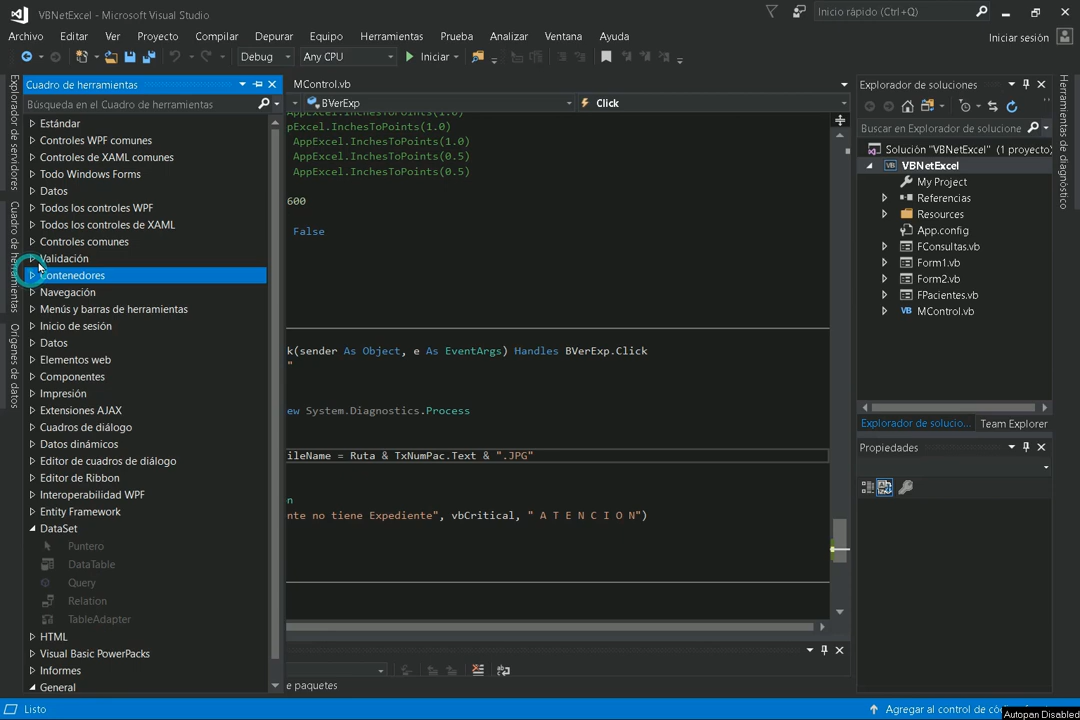 VBNetExcel - Microsoft Visual Studio
Inicio rápido (Ctrl+Q)
Archivo Editar Ver Proyecto Compilar Depurar Equipo Herramientas Prueba Analizar Ventana Ayuda
Iniciar sesión
Debug Any CPU Iniciar
Explorador de servidores
Cuadro de herramientas
Orígenes de datos
Cuadro de herramientas
Búsqueda en el Cuadro de herramientas
Estándar
Controles WPF comunes
Controles de XAML comunes
Todo Windows Forms
Datos
Todos los controles WPF
Todos los controles de XAML
Controles comunes
Validación
Contenedores
Navegación
Menús y barras de herramientas
Inicio de sesión
Datos
Elementos web
Componentes
Impresión
Extensiones AJAX
Cuadros de diálogo
Datos dinámicos
Editor de cuadros de diálogo
Editor de Ribbon
Interoperabilidad WPF
Entity Framework
DataSet
Puntero
DataTable
Query
Relation
TableAdapter
HTML
Visual Basic PowerPacks
Informes
General
MControl.vb
BVerExp
Click
AppExcel.InchesToPoints(1.0)
pExcel.InchesToPoints(1.0)
AppExcel.InchesToPoints(1.0)
AppExcel.InchesToPoints(0.5)
AppExcel.InchesToPoints(0.5)
600
False
k(sender As Object, e As EventArgs) Handles BVerExp.Click
"
ew System.Diagnostics.Process
ileName = Ruta & TxNumPac.Text & ".JPG"
n
nte no tiene Expediente", vbCritical, " A T E N C I O N")
e paquetes
Explorador de soluciones
Buscar en Explorador de solucione
Solución "VBNetExcel" (1 proyecto)
VBNetExcel
My Project
Referencias
Resources
App.config
FConsultas.vb
Form1.vb
Form2.vb
FPacientes.vb
MControl.vb
Explorador de solucio... Team Explorer
Propiedades
Herramientas de diagnóstico
Listo
Agregar al control de có
Autopan Disabled